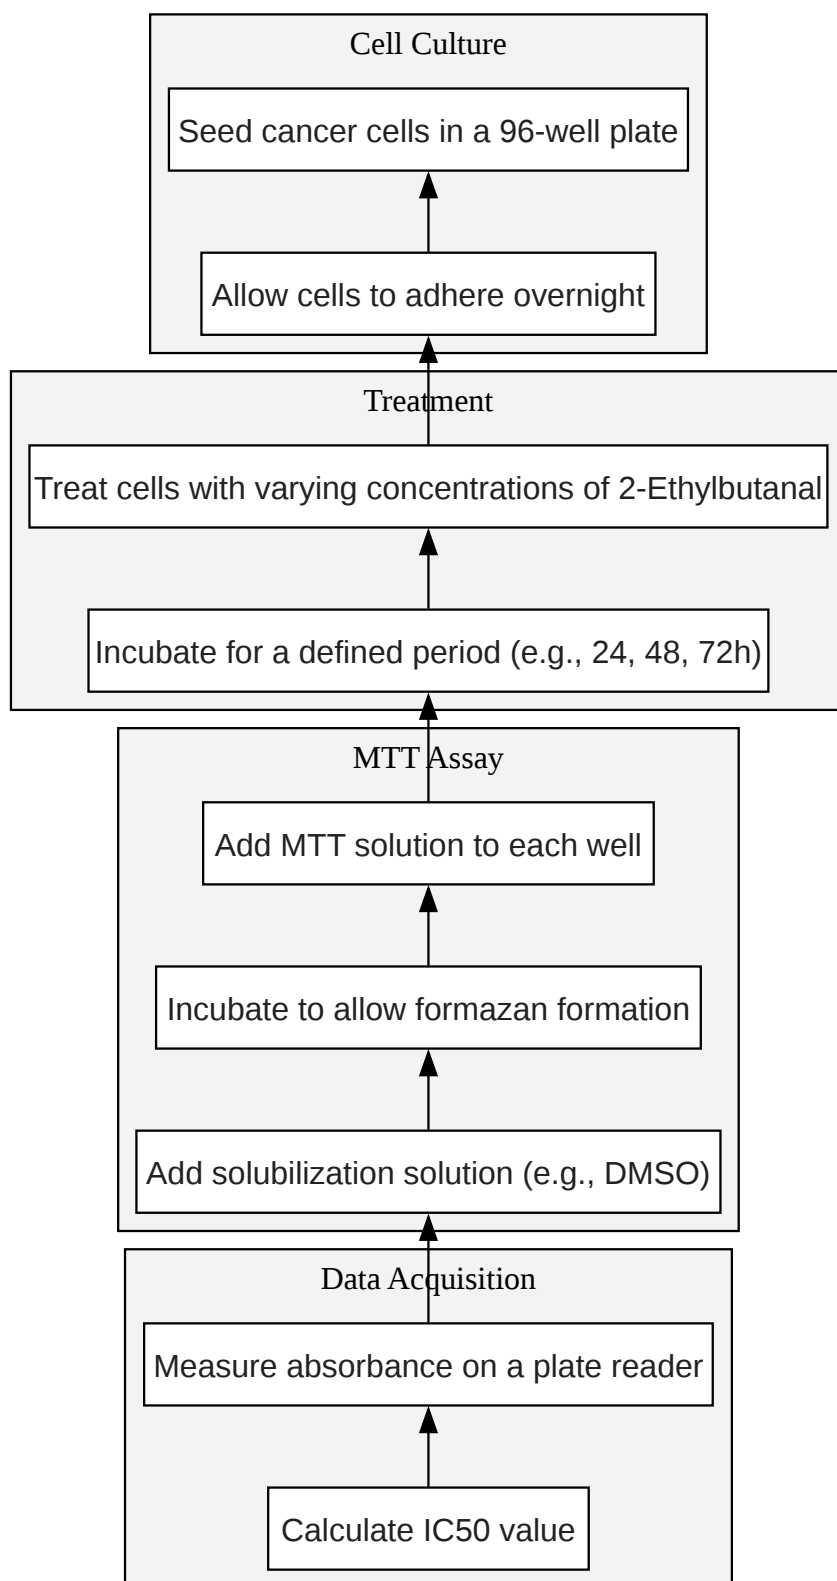 Cell Culture
Seed cancer cells in a 96-well plate
Allow cells to adhere overnight
Treatment
Treat cells with varying concentrations of 2-Ethylbutanal
Incubate for a defined period (e.g., 24, 48, 72h)
MTT Assay
Add MTT solution to each well
Incubate to allow formazan formation
Add solubilization solution (e.g., DMSO)
Data Acquisition
Measure absorbance on a plate reader
Calculate IC50 value